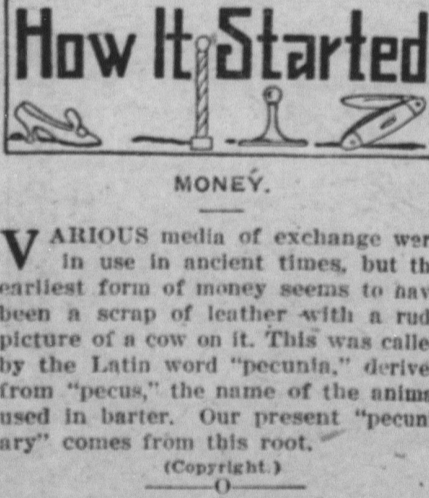 How It Started
MONEY.
VARIOUS media of exchange wer
in use in ancient times, but th
earliest form of money seems to hav
been a scrap of leather with a rud
picture of a cow on it. This was calle
by the Latin word "pecunia," derive
from "pecus," the name of the anima
used in barter. Our present "pecun
ary" comes from this root.
(Copyright.)
O